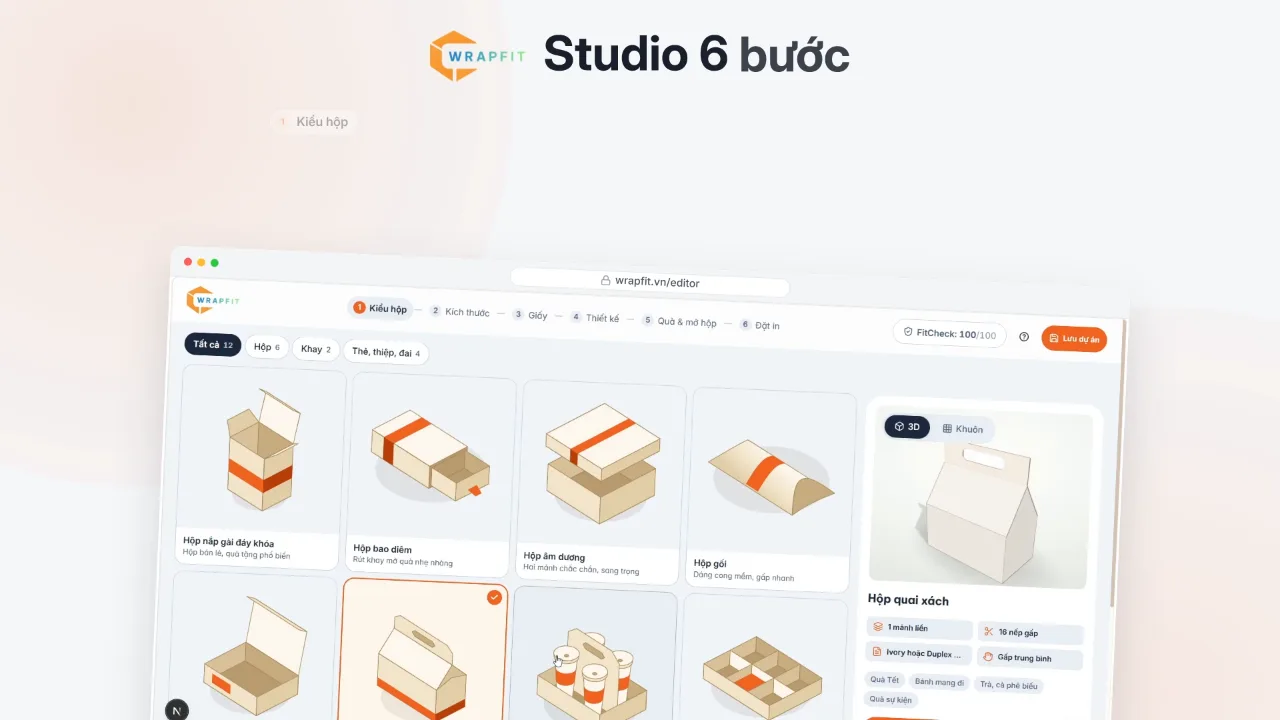 WRAPFIT Studio 6 bước
1 Kiểu hộp
wrapfit.vn/editor
WRAPFIT
1 Kiểu hộp
2 Kích thước
3 Giấy
4 Thiết kế
5 Quà & mở hộp
6 Đặt in
FitCheck: 100/100
Lưu dự án
Tất cả 12
Hộp 6
Khay 2
Thẻ, thiệp, đai 4
3D
Khuôn
Hộp nắp gài đáy khóa
Hộp bán lẻ, quà tặng phổ biến
Hộp bao diêm
Rút khay mở quà nhẹ nhàng
Hộp âm dương
Hai mảnh chắc chắn, sang trọng
Hộp gối
Dáng cong mềm, gấp nhanh
Hộp quai xách
1 mảnh liền
16 nếp gấp
Ivory hoặc Duplex ...
Gấp trung bình
Quà Tết
Bánh mang đi
Trà, cà phê biếu
Quà sự kiện
N